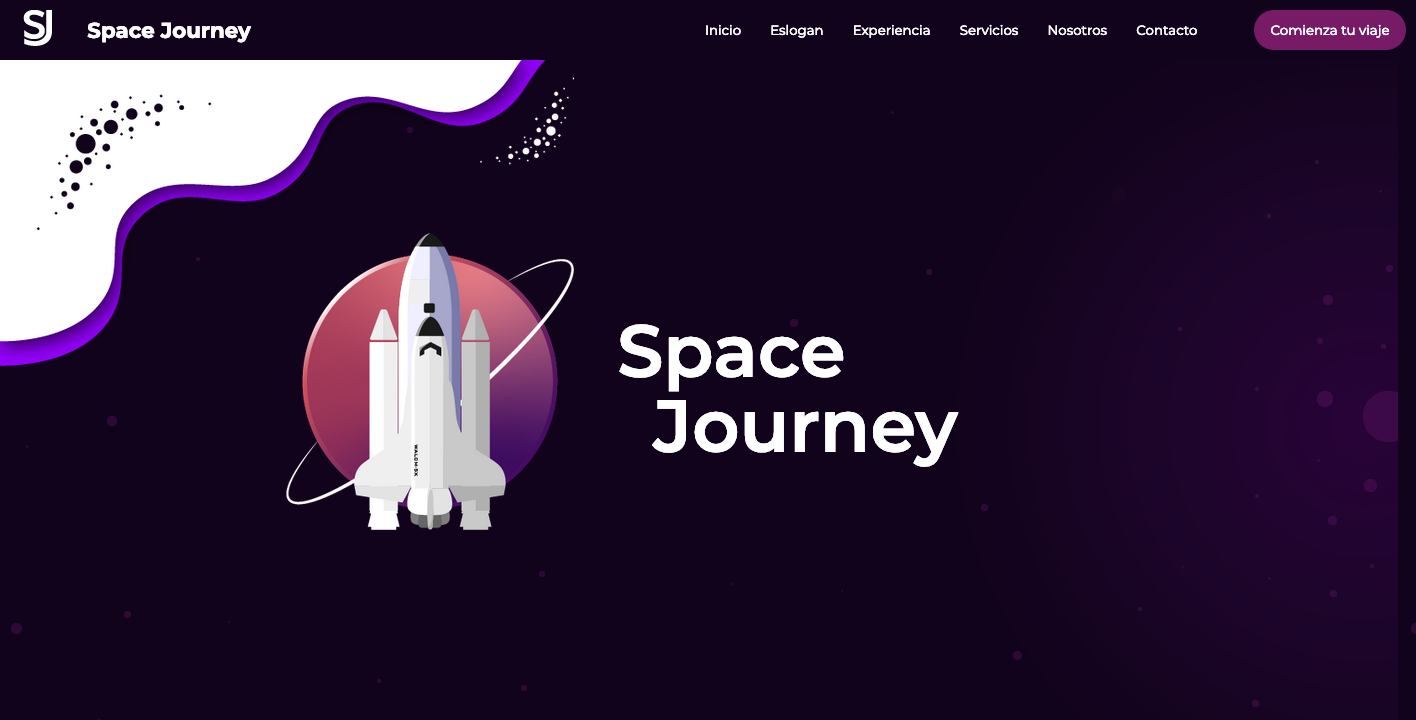 SJ
Space Journey
Inicio
Eslogan
Experiencia
Servicios
Nosotros
Contacto
Comienza tu viaje
Space
Journey